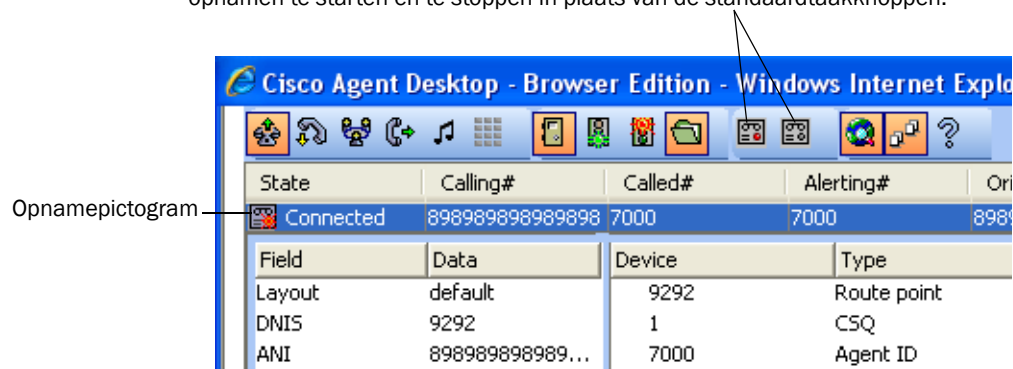 opnamen te starten en te stoppen in plaats van de standaardtaakknoppen.
Cisco Agent Desktop - Browser Edition - Windows Internet Explo
State Calling# Called# Alerting# Ori
Opnamepictogram
Connected 898989898989898 7000 7000 8989
Field Data Device Type
Layout default 9292 Route point
DNIS 9292 1 CSQ
ANI 898989898989... 7000 Agent ID